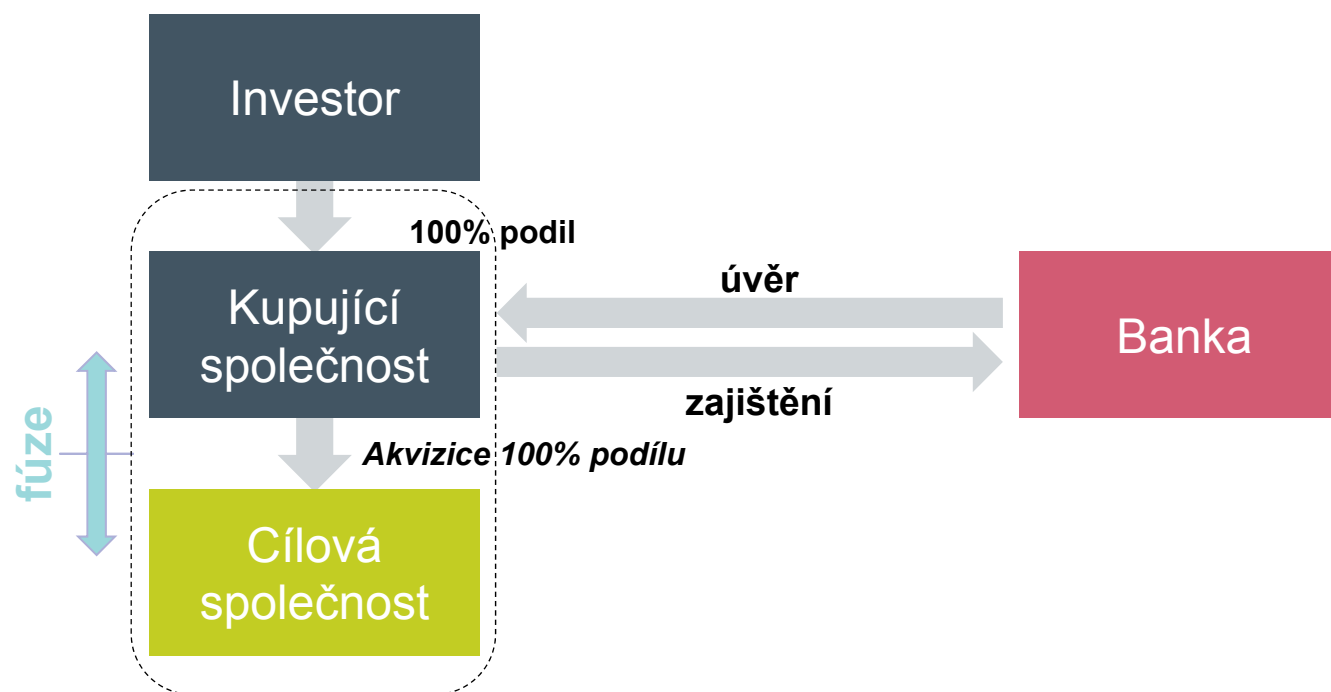 Investor
100% podil
Kupující
společnost
úvěr
zajištění
Banka
fúze
Akvizice 100% podílu
Cílová
společnost